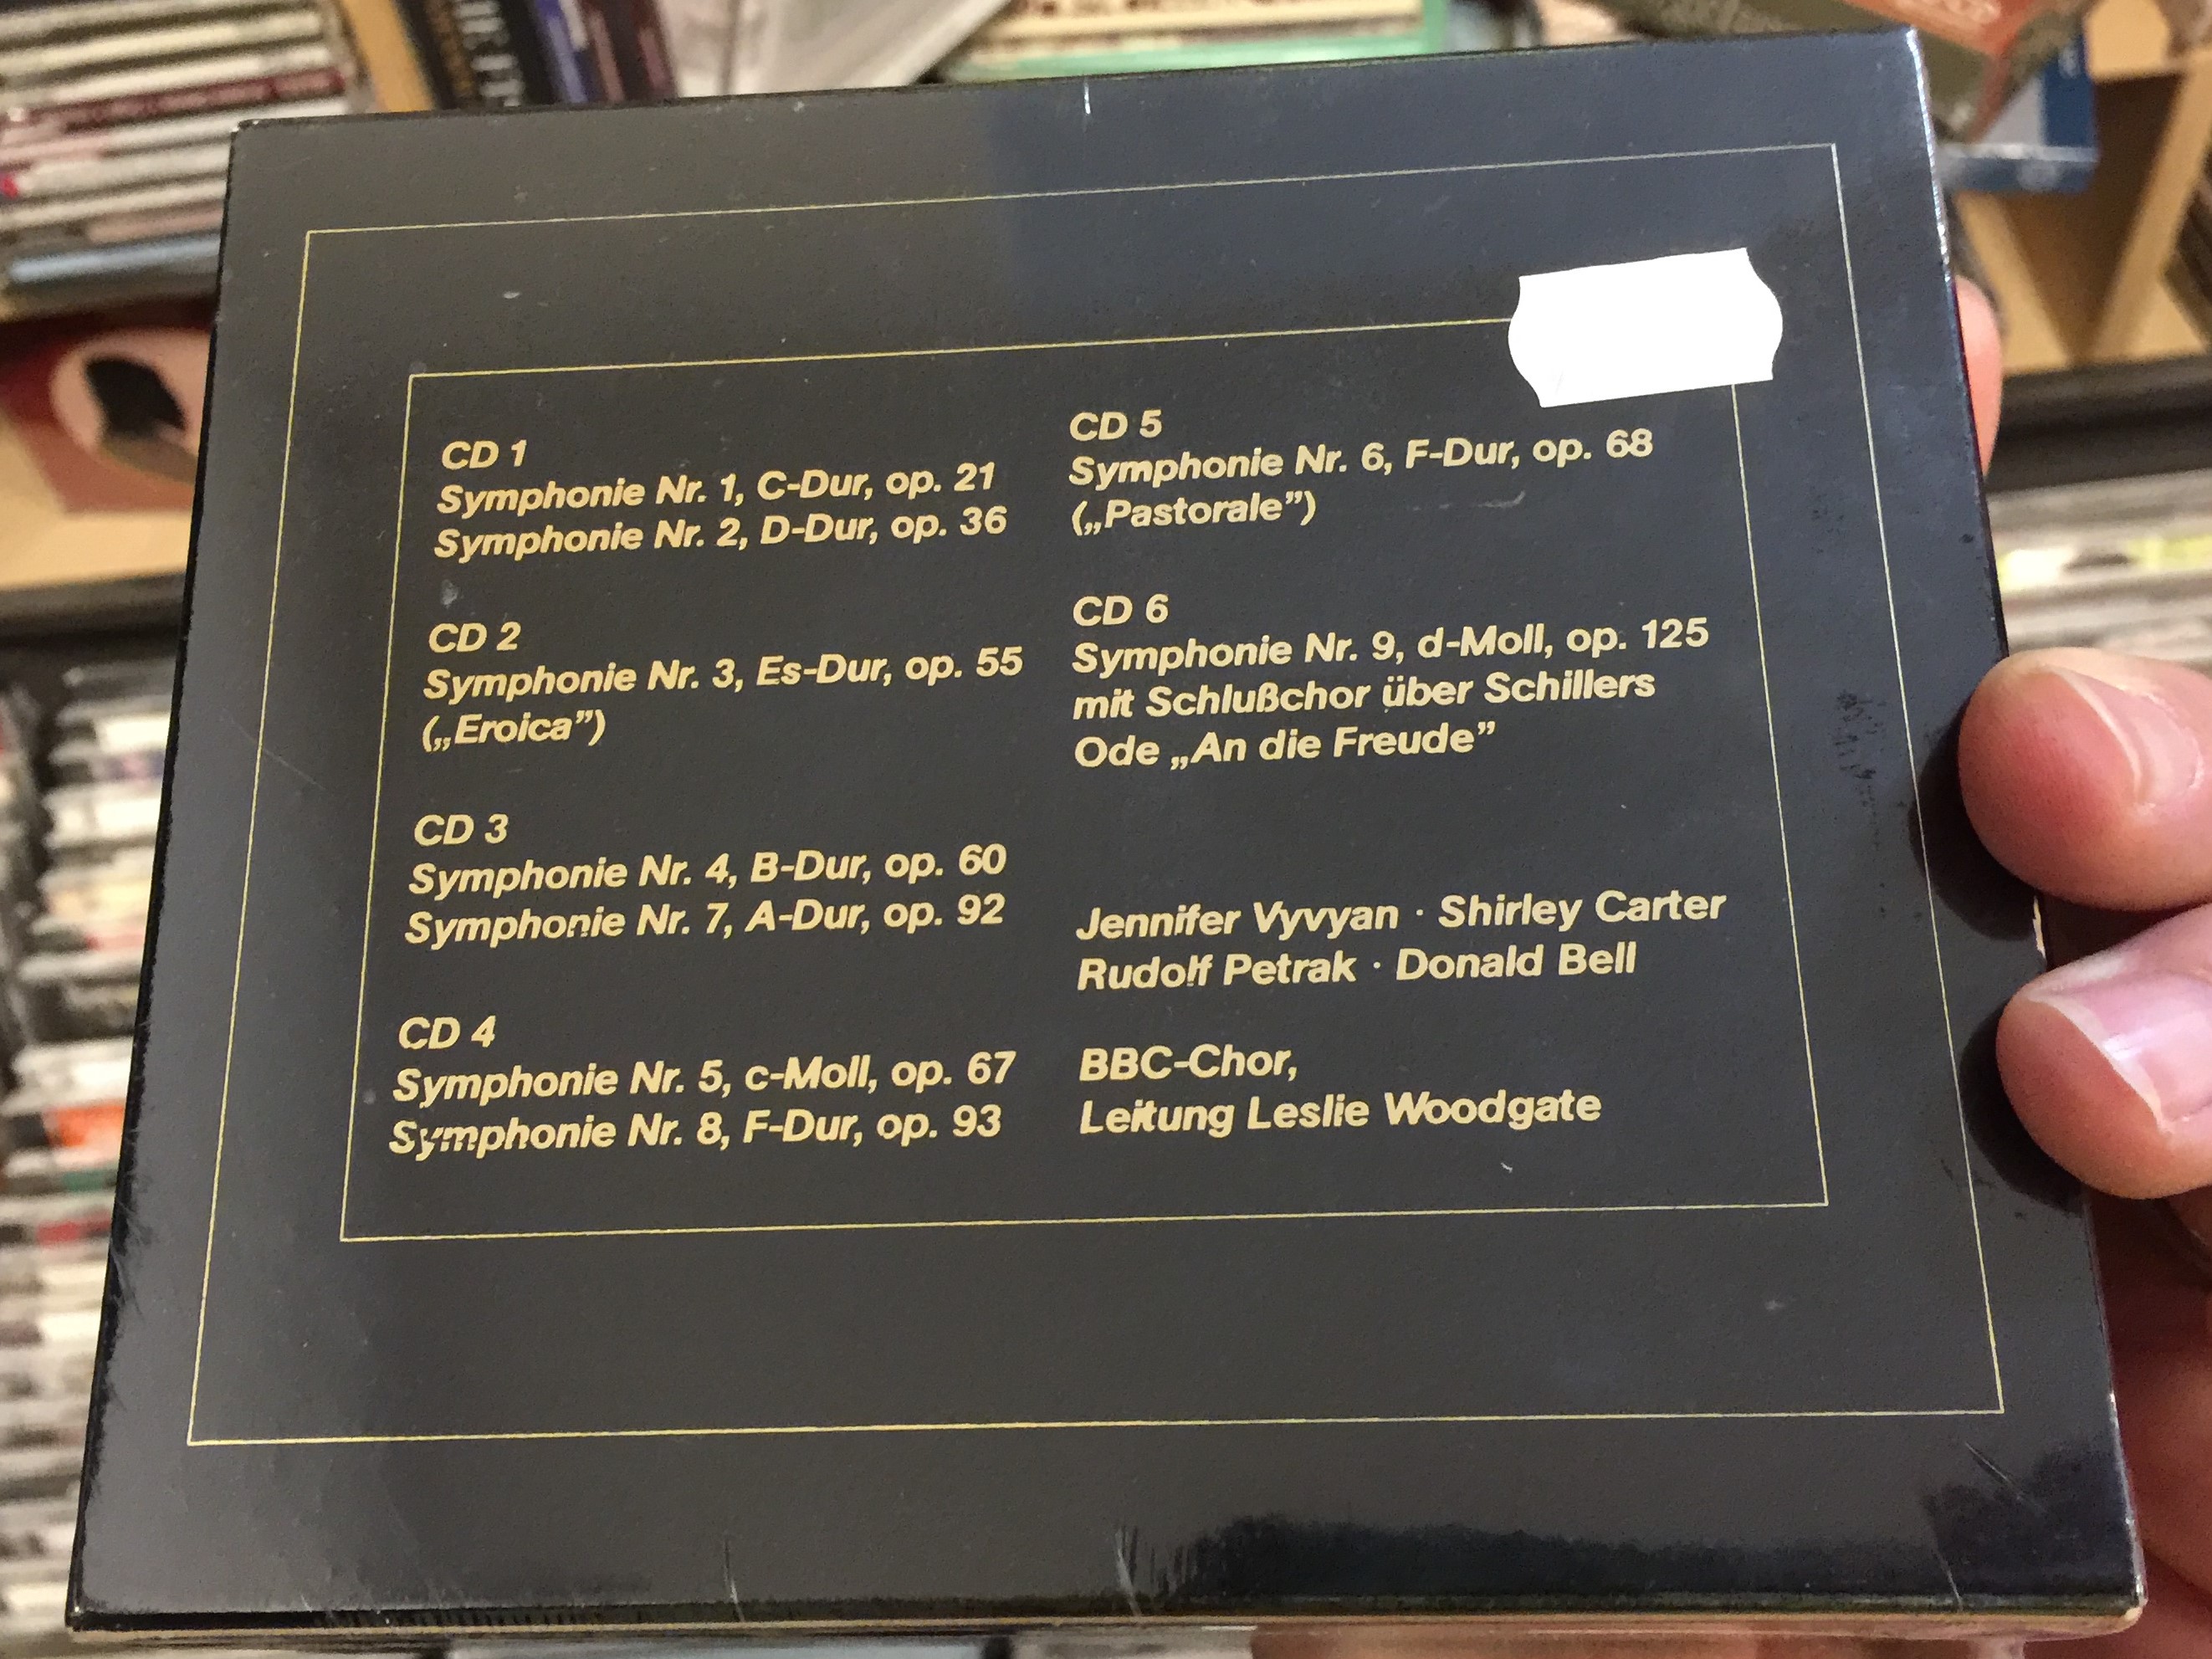 CD 1
Symphonie Nr. 1, C-Dur, op. 21
Symphonie Nr. 2, D-Dur, op. 36
CD 2
Symphonie Nr. 3, Es-Dur, op. 55
(„Eroica”)
CD 3
Symphonie Nr. 4, B-Dur, op. 60
Symphonie Nr. 7, A-Dur, op. 92
CD 4
Symphonie Nr. 5, c-Moll, op. 67
Symphonie Nr. 8, F-Dur, op. 93
CD 5
Symphonie Nr. 6, F-Dur, op. 68
(„Pastorale”)
CD 6
Symphonie Nr. 9, d-Moll, op. 125
mit Schlußchor über Schillers
Ode „An die Freude”
Jennifer Vyvyan · Shirley Carter
Rudolf Petrak · Donald Bell
BBC-Chor,
Leitung Leslie Woodgate